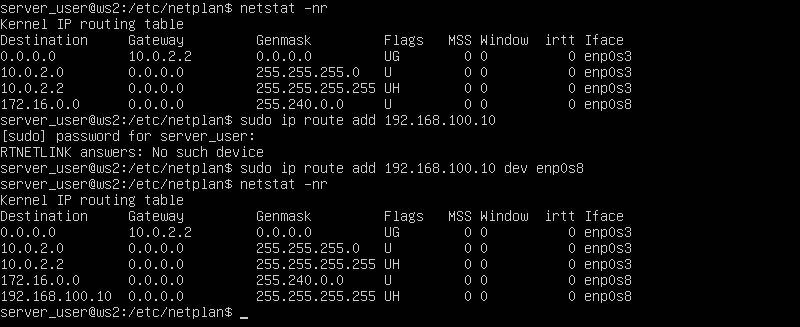 server_user@ws2:/etc/netplan$ netstat -nr
Kernel IP routing table
Destination     Gateway         Genmask         Flags   MSS Window  irtt Iface
0.0.0.0         10.0.2.2        0.0.0.0         UG        0 0          0 enp0s3
10.0.2.0        0.0.0.0         255.255.255.0   U         0 0          0 enp0s3
10.0.2.2        0.0.0.0         255.255.255.255 UH        0 0          0 enp0s3
172.16.0.0      0.0.0.0         255.240.0.0     U         0 0          0 enp0s8
server_user@ws2:/etc/netplan$ sudo ip route add 192.168.100.10
[sudo] password for server_user:
RTNETLINK answers: No such device
server_user@ws2:/etc/netplan$ sudo ip route add 192.168.100.10 dev enp0s8
server_user@ws2:/etc/netplan$ netstat -nr
Kernel IP routing table
Destination     Gateway         Genmask         Flags   MSS Window  irtt Iface
0.0.0.0         10.0.2.2        0.0.0.0         UG        0 0          0 enp0s3
10.0.2.0        0.0.0.0         255.255.255.0   U         0 0          0 enp0s3
10.0.2.2        0.0.0.0         255.255.255.255 UH        0 0          0 enp0s3
172.16.0.0      0.0.0.0         255.240.0.0     U         0 0          0 enp0s8
192.168.100.10  0.0.0.0         255.255.255.255 UH        0 0          0 enp0s8
server_user@ws2:/etc/netplan$ _